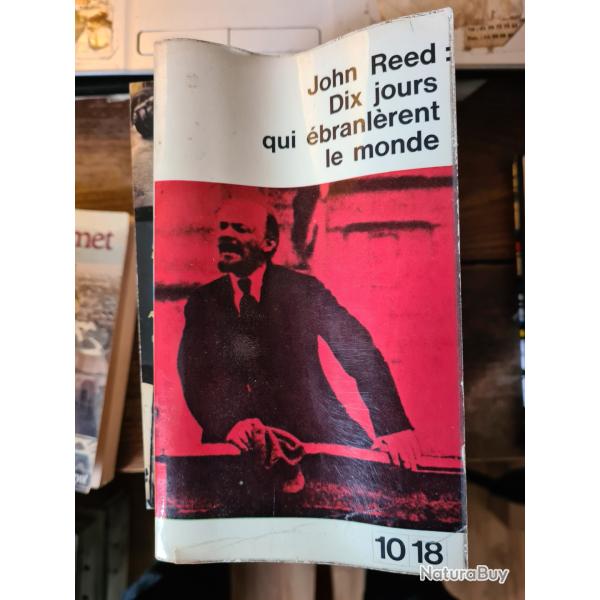 John Reed :
Dix jours
qui ébranlèrent
le monde
met
10 18
NaturaBuy